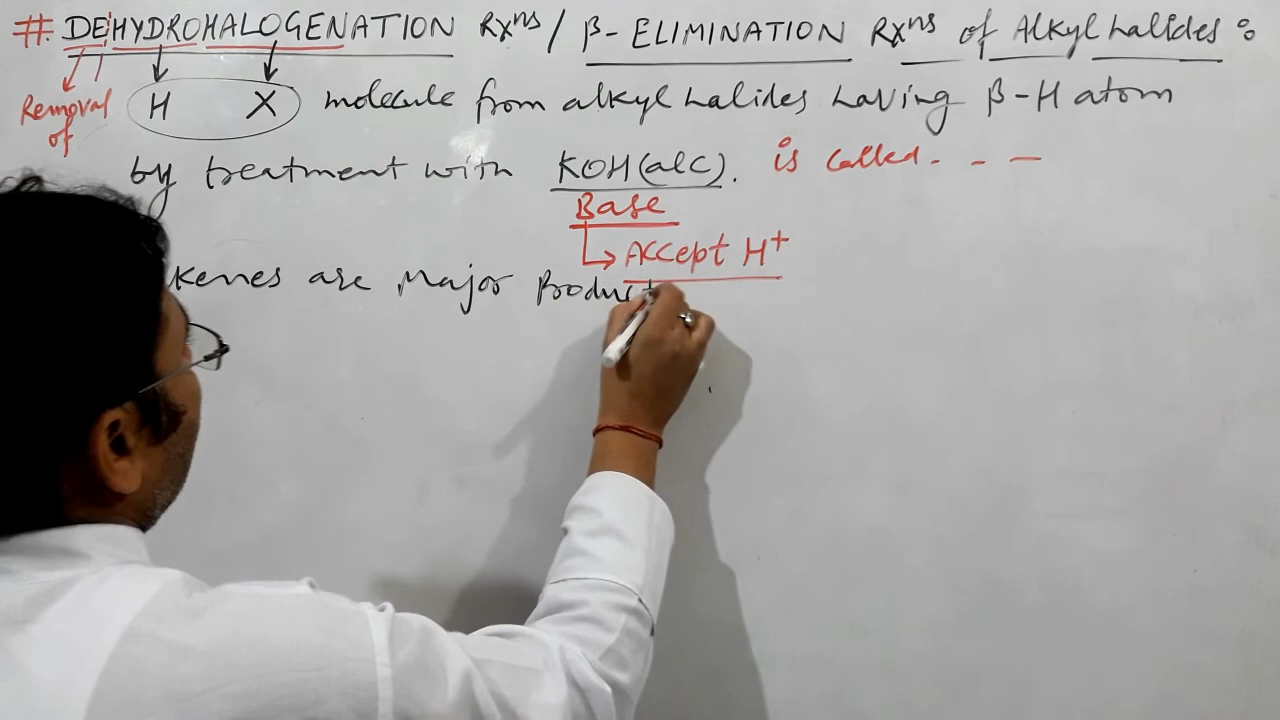 # DEHYDROHALOGENATION Rxⁿˢ / β-ELIMINATION Rxⁿˢ of Alkyl halides :
Removal of H X molecule from alkyl halides having β-H atom
by treatment with KOH(alc). is called. - -
Base
Accept H⁺
kenes are Major Product